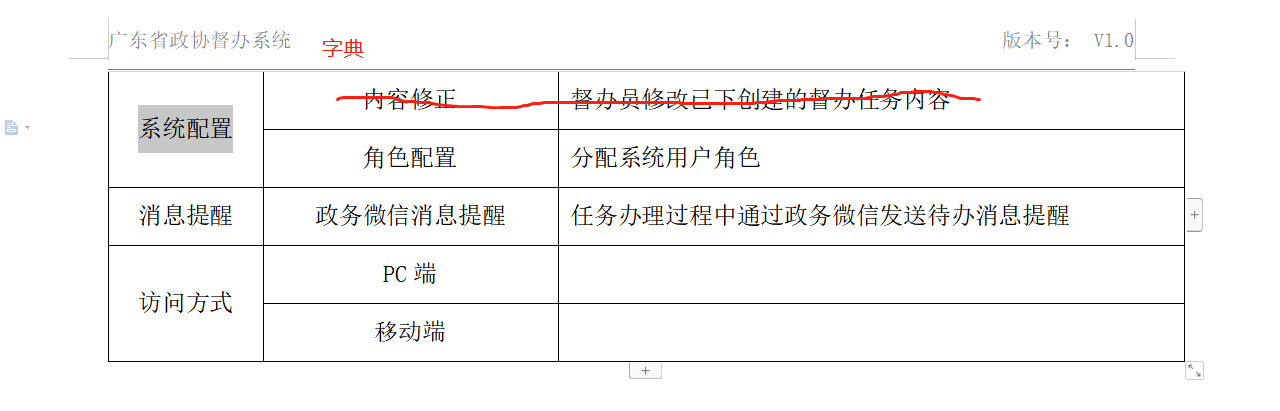 广东省政协督办系统
字典
版本号： V1.0
内容修正 督办员修改已下创建的督办任务内容
系统配置
角色配置 分配系统用户角色
消息提醒 政务微信消息提醒 任务办理过程中通过政务微信发送待办消息提醒
PC 端
访问方式
移动端